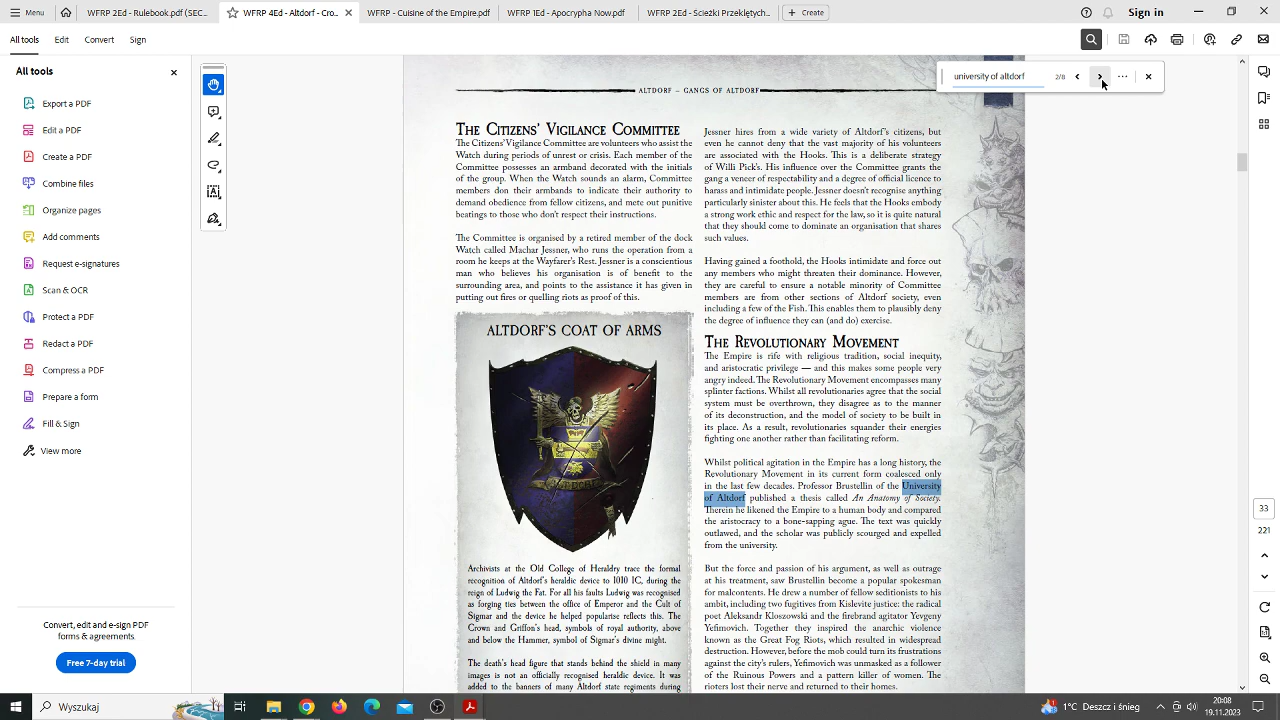 Menu
WFRP 2Ed - Rulebook.pdf (SEC...
WFRP 4Ed - Altdorf - Cro...
WFRP - Cuisine of the Empire.pdf
WFRP 1Ed - Apocrypha Now.pdf
WFRP 2Ed - Ścieżki Przeklętych...
+ Create
Sign in
All tools
Edit
Convert
Sign
All tools
Export a PDF
Edit a PDF
Create a PDF
Combine files
Organize pages
Add comments
Request e-signatures
Scan & OCR
Protect a PDF
Redact a PDF
Compress a PDF
Prepare a form
Fill & Sign
View more
Convert, edit and e-sign PDF
forms & agreements
Free 7-day trial
university of altdorf
2/8
ALTDORF – GANGS OF ALTDORF
The Citizens' Vigilance Committee
The Citizens' Vigilance Committee are volunteers who assist the
Watch during periods of unrest or crisis. Each member of the
Committee possesses an armband decorated with the initials
of the group. When the Watch sounds an alarm, Committee
members don their armbands to indicate their authority to
demand obedience from fellow citizens, and mete out punitive
beatings to those who don't respect their instructions.
The Committee is organised by a retired member of the dock
Watch called Machar Jessner, who runs the operation from a
room he keeps at the Wayfarer's Rest. Jessner is a conscientious
man who believes his organisation is of benefit to the
surrounding area, and points to the assistance it has given in
putting out fires or quelling riots as proof of this.
ALTDORF'S COAT OF ARMS
Archivists at the Old College of Heraldry trace the formal
recognition of Altdorf's heraldic device to 1010 IC, during the
reign of Ludwig the Fat. For all his faults Ludwig was recognised
as forging ties between the office of Emperor and the Cult of
Sigmar and the device he helped popularise reflects this. The
Crown and Griffon's head, symbols of royal authority, above
and below the Hammer, symbol of Sigmar's divine might.
The death's head figure that stands behind the shield in many
images is not an officially recognised heraldic device. It was
added to the banners of many Altdorf state regiments during
Jessner hires from a wide variety of Altdorf's citizens, but
even he cannot deny that the vast majority of his volunteers
are associated with the Hooks. This is a deliberate strategy
of Willi Pick's. His influence over the Committee grants the
gang a veneer of respectability and a degree of official licence to
harass and intimidate people. Jessner doesn't recognise anything
particularly sinister about this. He feels that the Hooks embody
a strong work ethic and respect for the law, so it is quite natural
that they should come to dominate an organisation that shares
such values.
Having gained a foothold, the Hooks intimidate and force out
any members who might threaten their dominance. However,
they are careful to ensure a notable minority of Committee
members are from other sections of Altdorf society, even
including a few of the Fish. This enables them to plausibly deny
the degree of influence they can (and do) exercise.
The Revolutionary Movement
The Empire is rife with religious tradition, social inequity,
and aristocratic privilege — and this makes some people very
angry indeed. The Revolutionary Movement encompasses many
splinter factions. Whilst all revolutionaries agree that the social
system must be overthrown, they disagree as to the manner
of its deconstruction, and the model of society to be built in
its place. As a result, revolutionaries squander their energies
fighting one another rather than facilitating reform.
Whilst political agitation in the Empire has a long history, the
Revolutionary Movement in its current form coalesced only
in the last few decades. Professor Brustellin of the University
of Altdorf published a thesis called An Anatomy of Society.
Therein he likened the Empire to a human body and compared
the aristocracy to a bone-sapping ague. The text was quickly
outlawed, and the scholar was publicly scourged and expelled
from the university.
But the force and passion of his argument, as well as outrage
at his treatment, saw Brustellin become a popular spokesman
for malcontents. He drew a number of fellow seditionists to his
ambit, including two fugitives from Kislevite justice: the radical
poet Aleksandr Kloszowski and the firebrand agitator Yevgeny
Yefimovich. Together they inspired the anarchic violence
known as the Great Fog Riots, which resulted in widespread
destruction. However, before the mob could turn its frustrations
against the city's rulers, Yefimovich was unmasked as a follower
of the Ruinous Powers and a pattern killer of women. The
rioters lost their nerve and returned to their homes.
33
221
Wyszukaj
1°C Deszcz i śnieg
20:08
19.11.2023